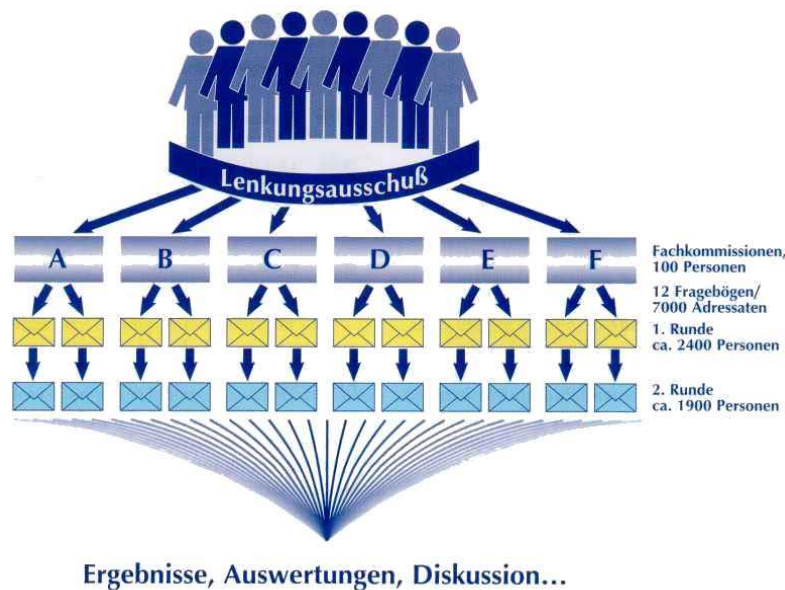 Lenkungsausschuß
A B C D E F
Fachkommissionen,
100 Personen
12 Fragebögen/
7000 Adressaten
1. Runde
ca. 2400 Personen
2. Runde
ca. 1900 Personen
Ergebnisse, Auswertungen, Diskussion...